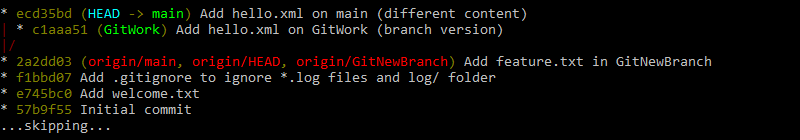 * ecd35bd (HEAD -> main) Add hello.xml on main (different content)
| * c1aaa51 (GitWork) Add hello.xml on GitWork (branch version)
|/
* 2a2dd03 (origin/main, origin/HEAD, origin/GitNewBranch) Add feature.txt in GitNewBranch
* f1bbd07 Add .gitignore to ignore *.log files and log/ folder
* e745bc0 Add welcome.txt
* 57b9f55 Initial commit
...skipping...